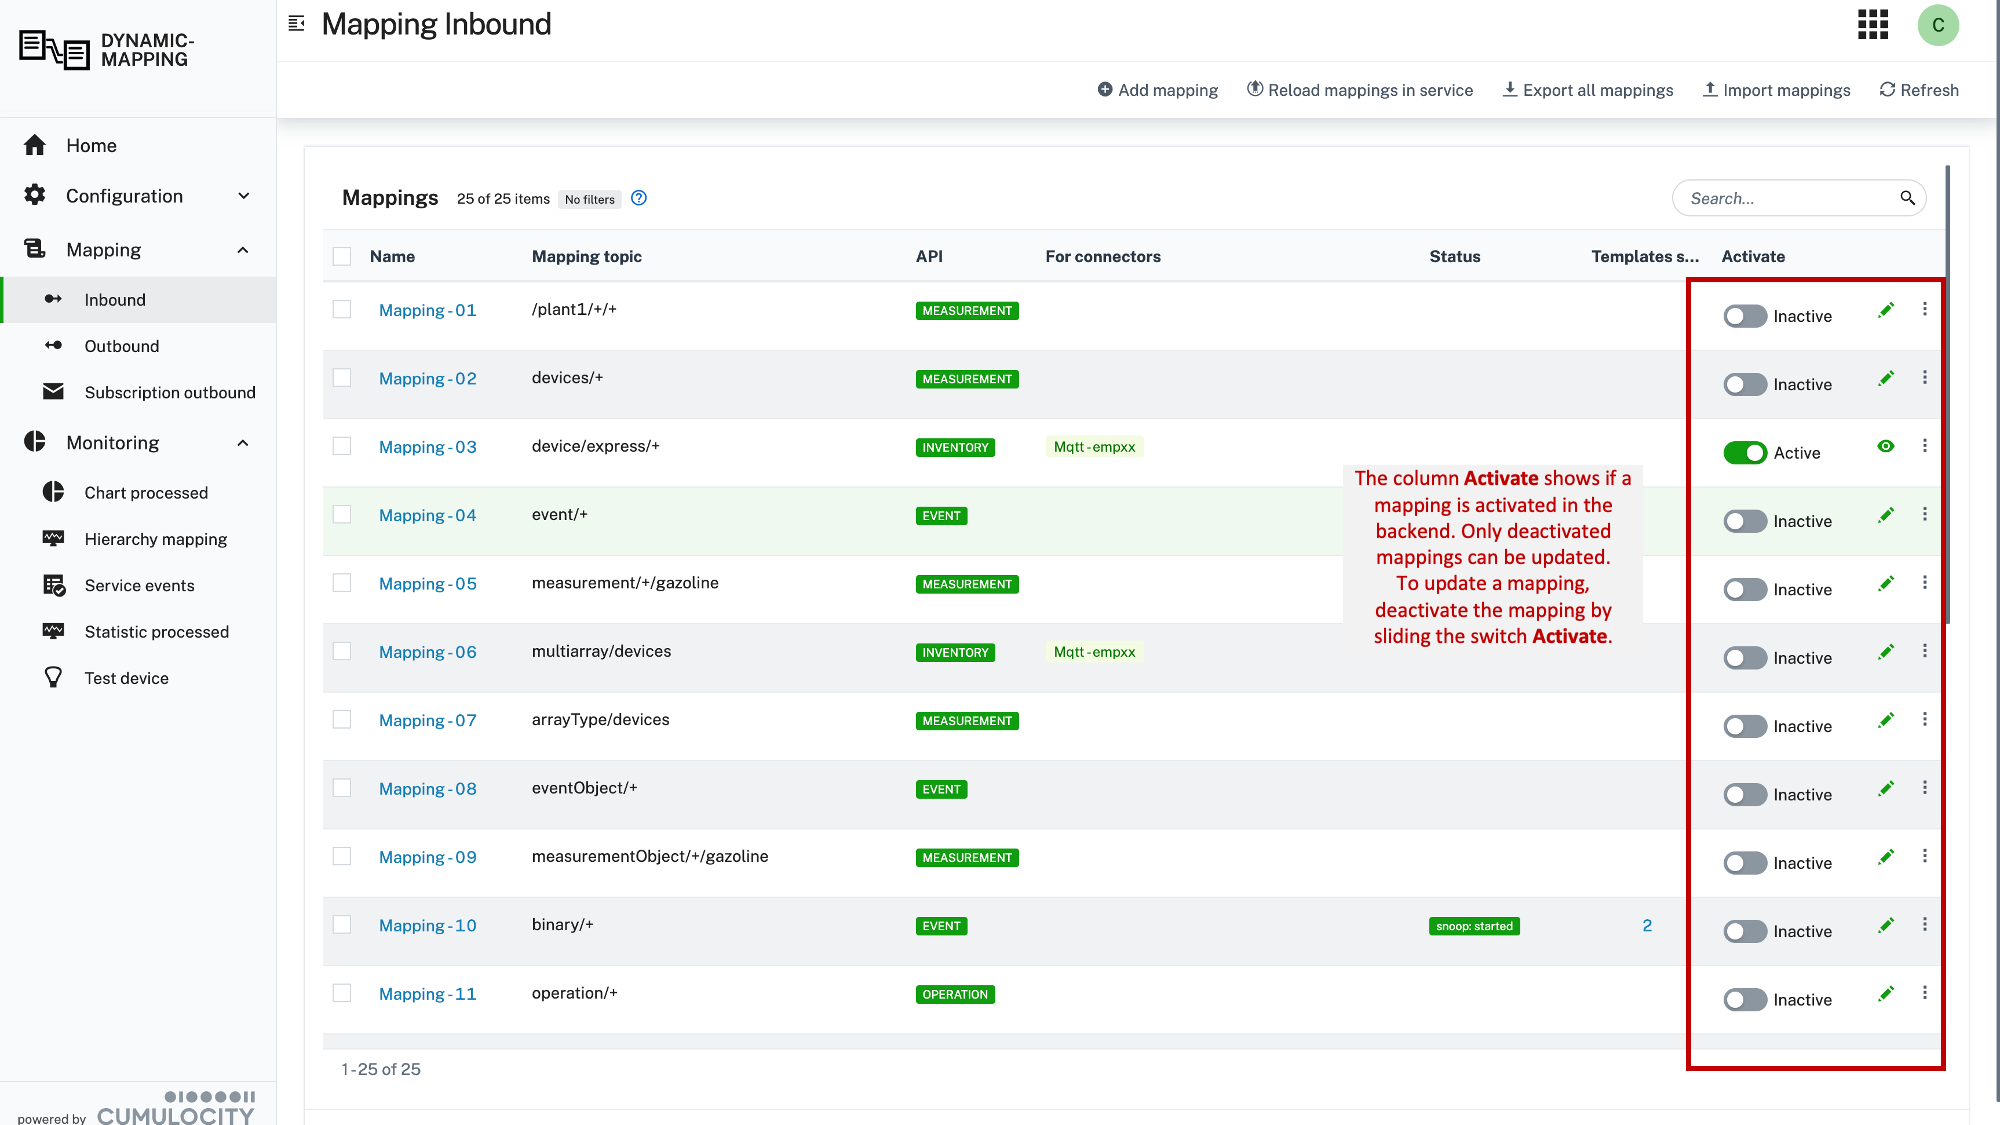 DYNAMIC-
MAPPING
Mapping Inbound
C
Add mapping
Reload mappings in service
Export all mappings
Import mappings
Refresh
Home
Configuration
Mapping
Inbound
Outbound
Subscription outbound
Monitoring
Chart processed
Hierarchy mapping
Service events
Statistic processed
Test device
powered by CUMULOCITY
Mappings 25 of 25 items No filters ?
Search...
Name Mapping topic API For connectors Status Templates s... Activate
Mapping-01 /plant1/+/+ MEASUREMENT Inactive
Mapping-02 devices/+ MEASUREMENT Inactive
Mapping-03 device/express/+ INVENTORY Mqtt-empxx Active
Mapping-04 event/+ EVENT Inactive
Mapping-05 measurement/+/gazoline MEASUREMENT Inactive
Mapping-06 multiarray/devices INVENTORY Mqtt-empxx Inactive
Mapping-07 arrayType/devices MEASUREMENT Inactive
Mapping-08 eventObject/+ EVENT Inactive
Mapping-09 measurementObject/+/gazoline MEASUREMENT Inactive
Mapping-10 binary/+ EVENT snoop: started 2 Inactive
Mapping-11 operation/+ OPERATION Inactive
The column Activate shows if a
mapping is activated in the
backend. Only deactivated
mappings can be updated.
To update a mapping,
deactivate the mapping by
sliding the switch Activate.
1-25 of 25